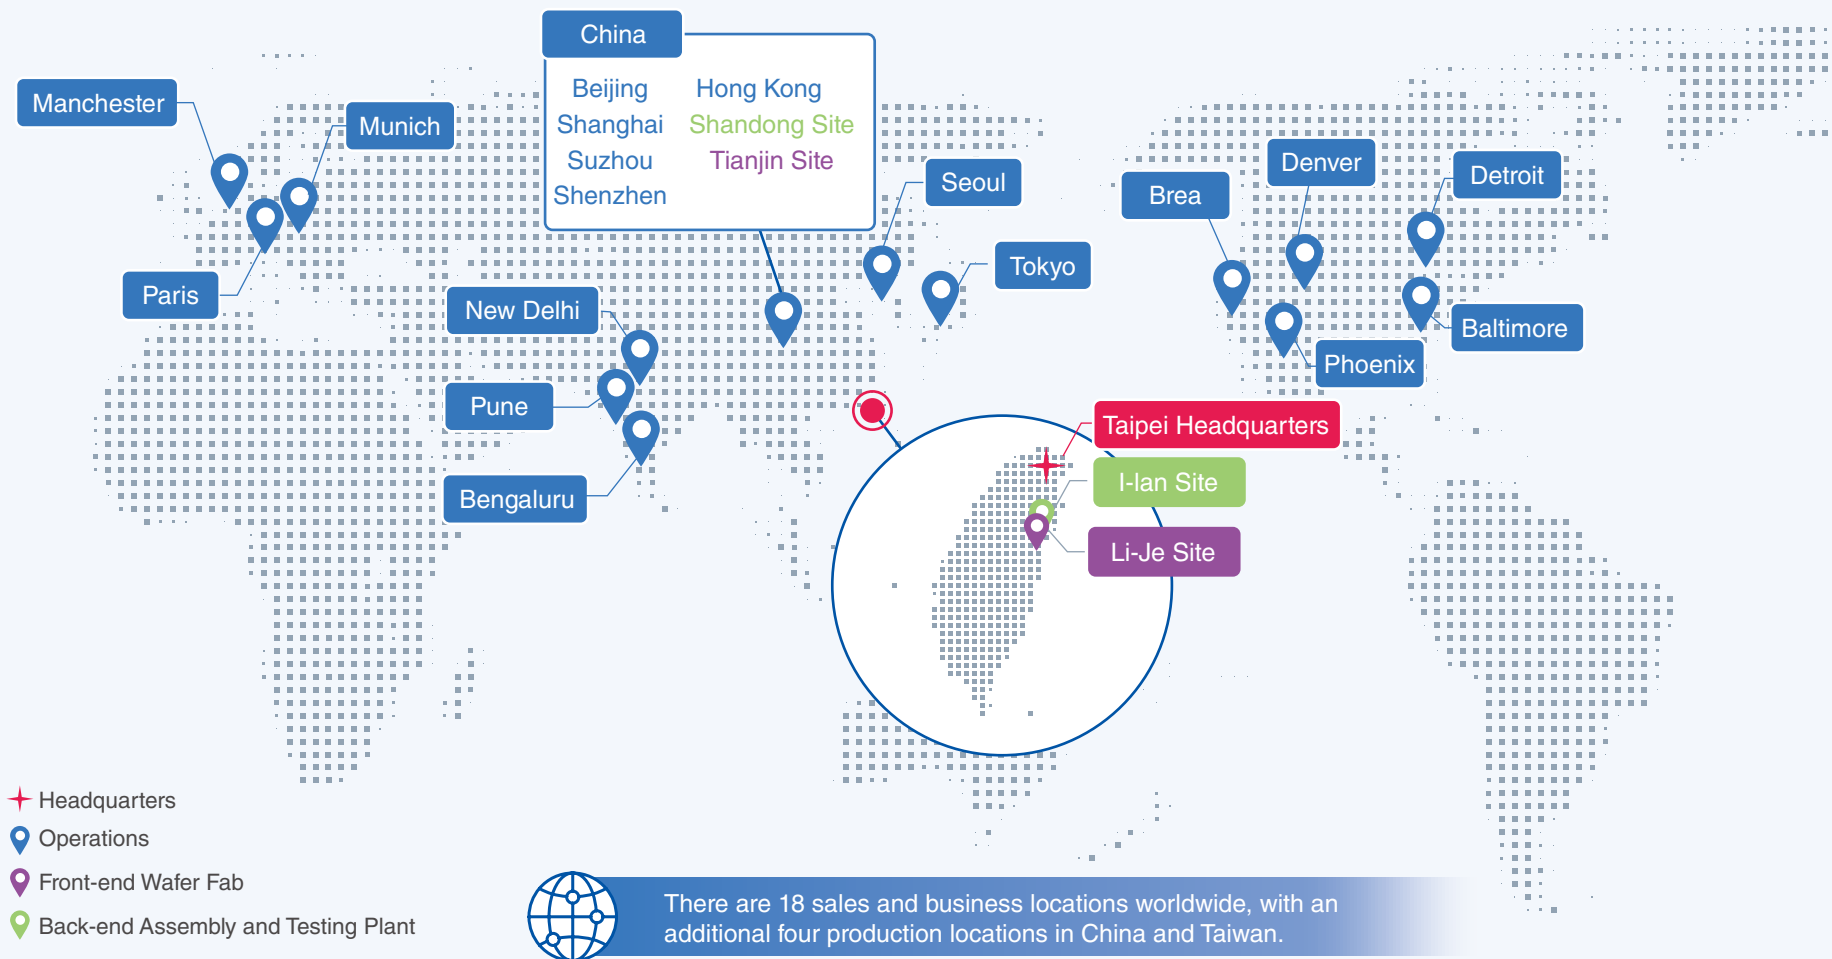 China
Beijing
Hong Kong
Shanghai
Shandong Site
Suzhou
Tianjin Site
Shenzhen
Manchester
Munich
Paris
Seoul
Tokyo
New Delhi
Pune
Bengaluru
Brea
Denver
Detroit
Baltimore
Phoenix
Taipei Headquarters
I-lan Site
Li-Je Site
Headquarters
Operations
Front-end Wafer Fab
Back-end Assembly and Testing Plant
There are 18 sales and business locations worldwide, with an
additional four production locations in China and Taiwan.